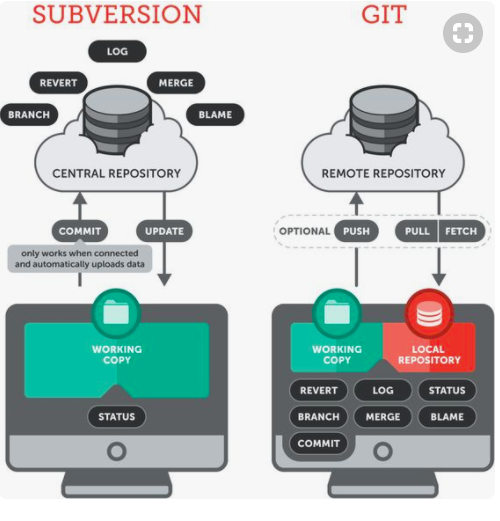 SUBVERSION
LOG
REVERT
MERGE
BRANCH
BLAME
CENTRAL REPOSITORY
COMMIT
UPDATE
only works when connected
and automatically uploads data
WORKING
COPY
STATUS
GIT
REMOTE REPOSITORY
OPTIONAL
PUSH
PULL
FETCH
WORKING
COPY
LOCAL
REPOSITORY
REVERT
LOG
STATUS
BRANCH
MERGE
BLAME
COMMIT